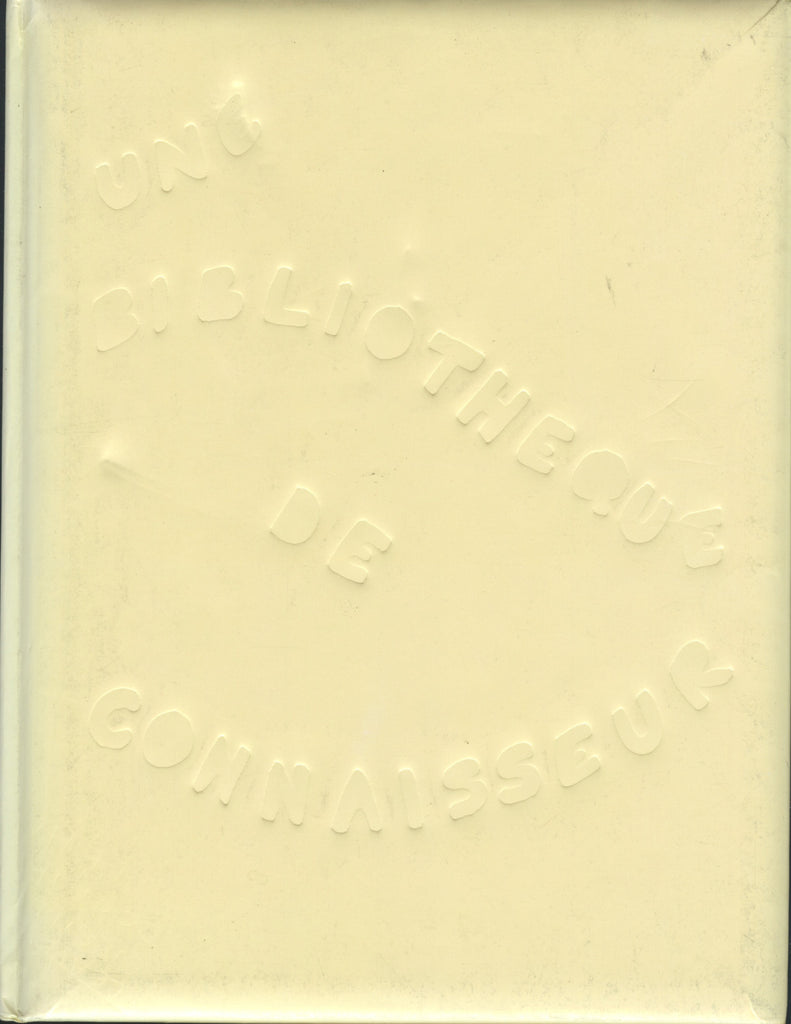 UNE
BIBLIOTHEQUE
DE
CONNAISSEUR